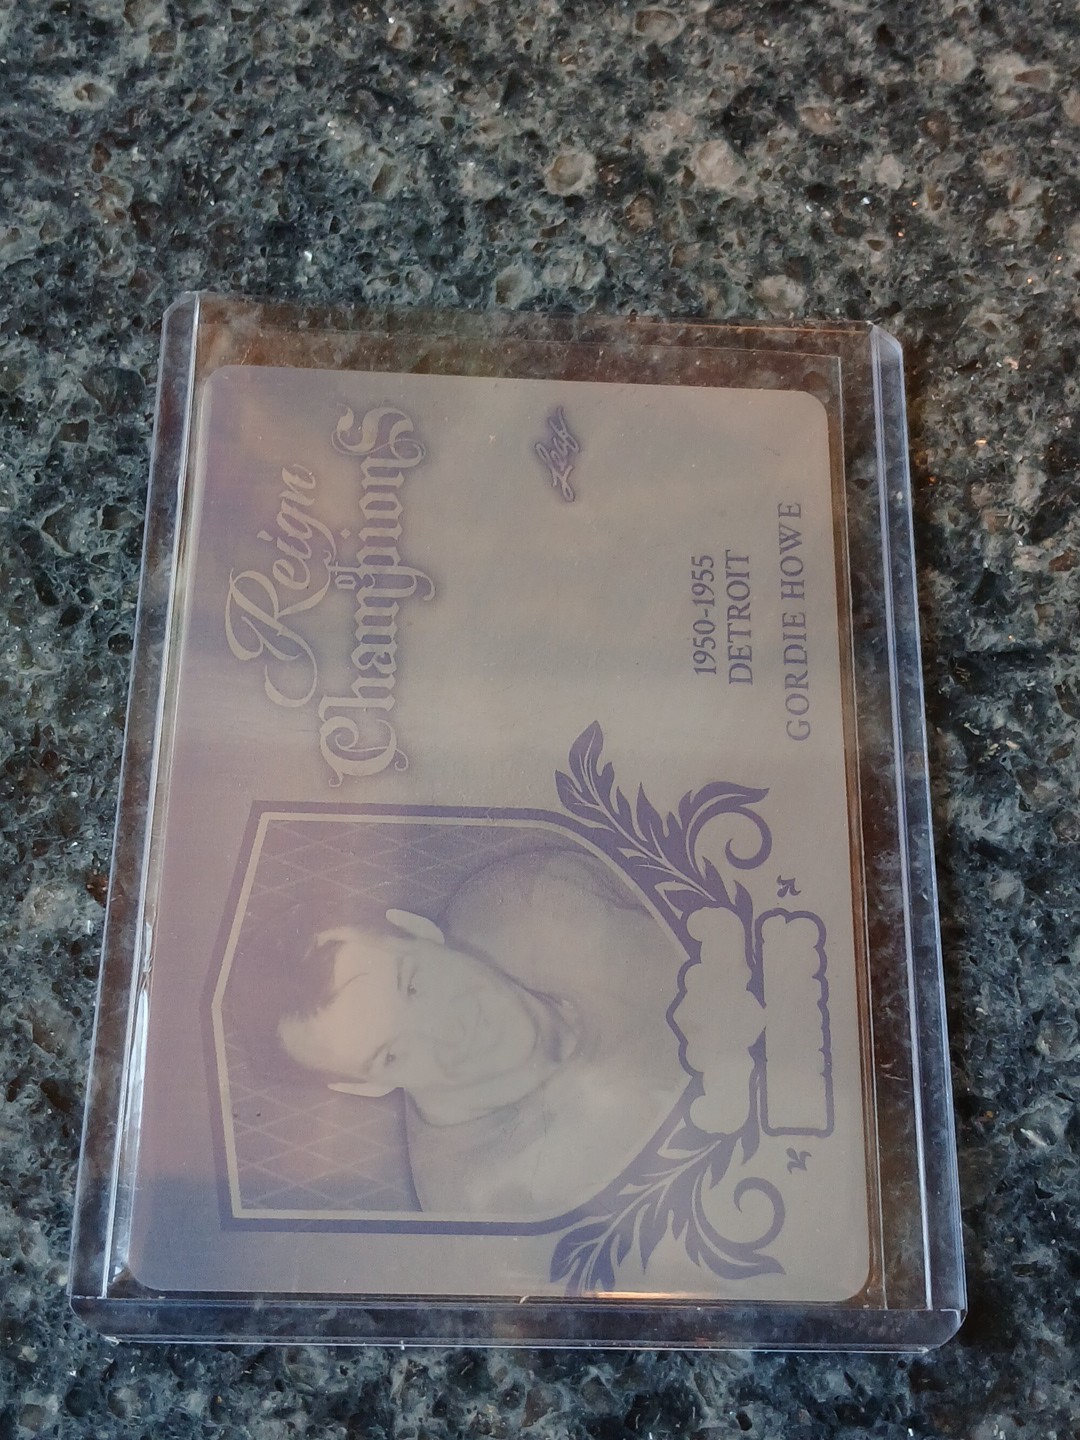 Reign
of
Champions
Leaf
1950-1955
DETROIT
GORDIE HOWE